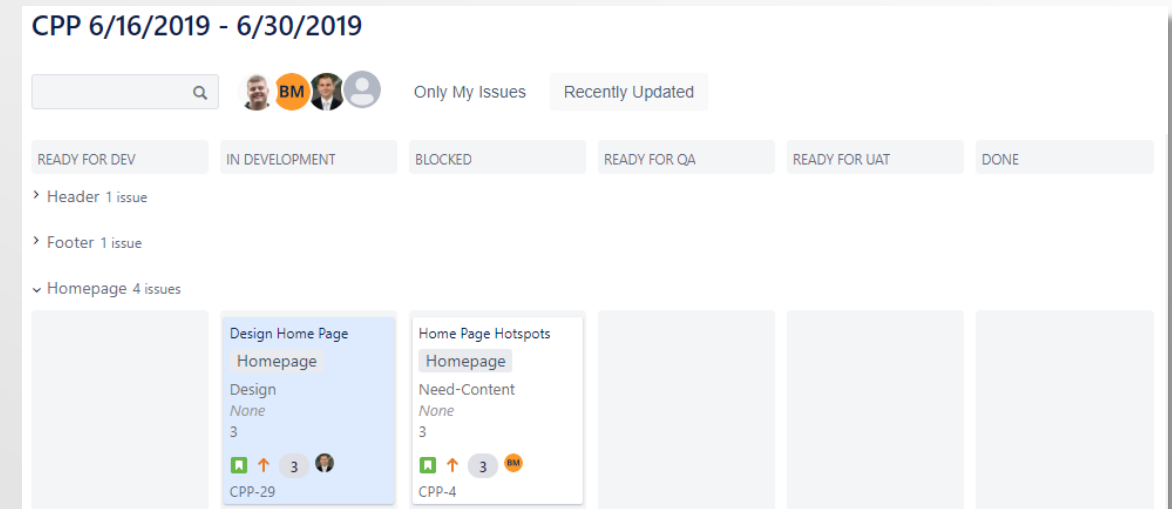 CPP 6/16/2019 - 6/30/2019
BM
Only My Issues
Recently Updated
READY FOR DEV
IN DEVELOPMENT
BLOCKED
READY FOR QA
READY FOR UAT
DONE
Header 1 issue
Footer 1 issue
Homepage 4 issues
Design Home Page
Homepage
Design
None
3
3
CPP-29
Home Page Hotspots
Homepage
Need-Content
None
3
3 BM
CPP-4